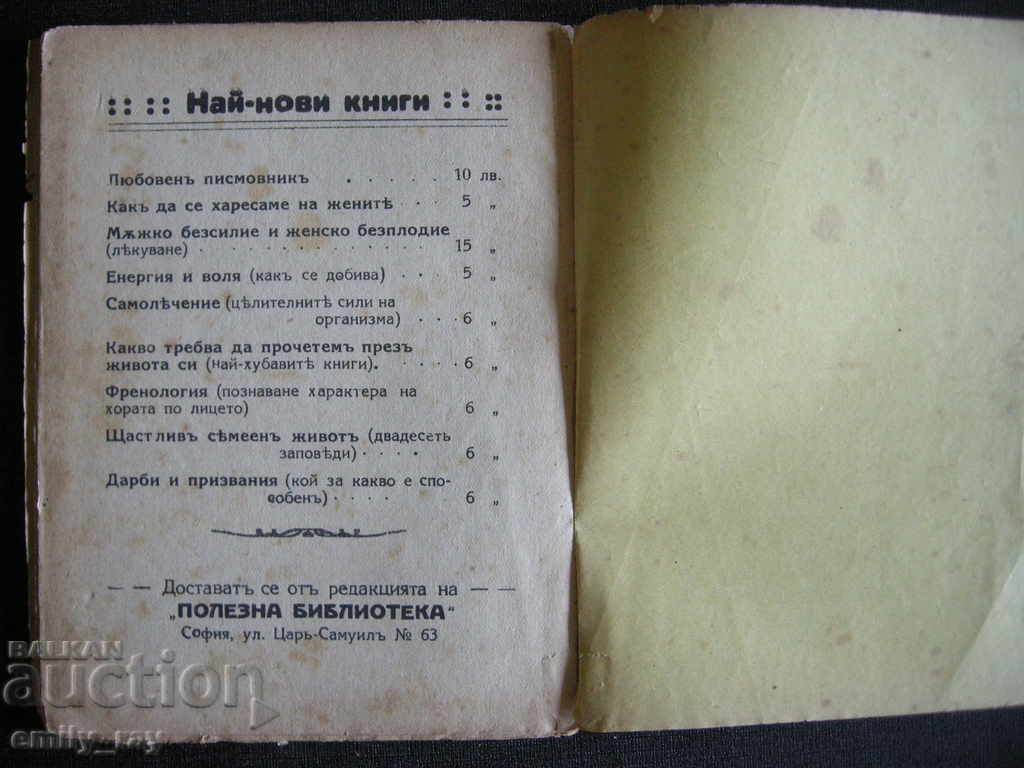 :: :: Най-нови книги :: ::
Любовенъ писмовникъ . . . . . 10 лв.
Какъ да се харесаме на женитѣ · · · 5 „
Мѫжко безсилие и женско безплодие
(лѣкуване) · · · · · · · · · · · · 15 „
Енергия и воля (какъ се добива) · · · 5 „
Самолѣчение (цѣлителнитѣ сили на
организма) · · · 6 „
Какво требва да прочетемъ презъ
живота си (най-хубавитѣ книги). · · · · 6 „
Френология (познаване характера на
хората по лицето) 6 „
Щастливъ сѣмеенъ животъ (двадесеть
заповѣди) · · · · 6 „
Дарби и призвания (кой за какво е спо-
собенъ) · · · · 6 „
— — Доставатъ се отъ редакцията на — —
„ПОЛЕЗНА БИБЛИОТЕКА“
София, ул. Царь-Самуилъ № 63
BALKAN
auction
emily_ray